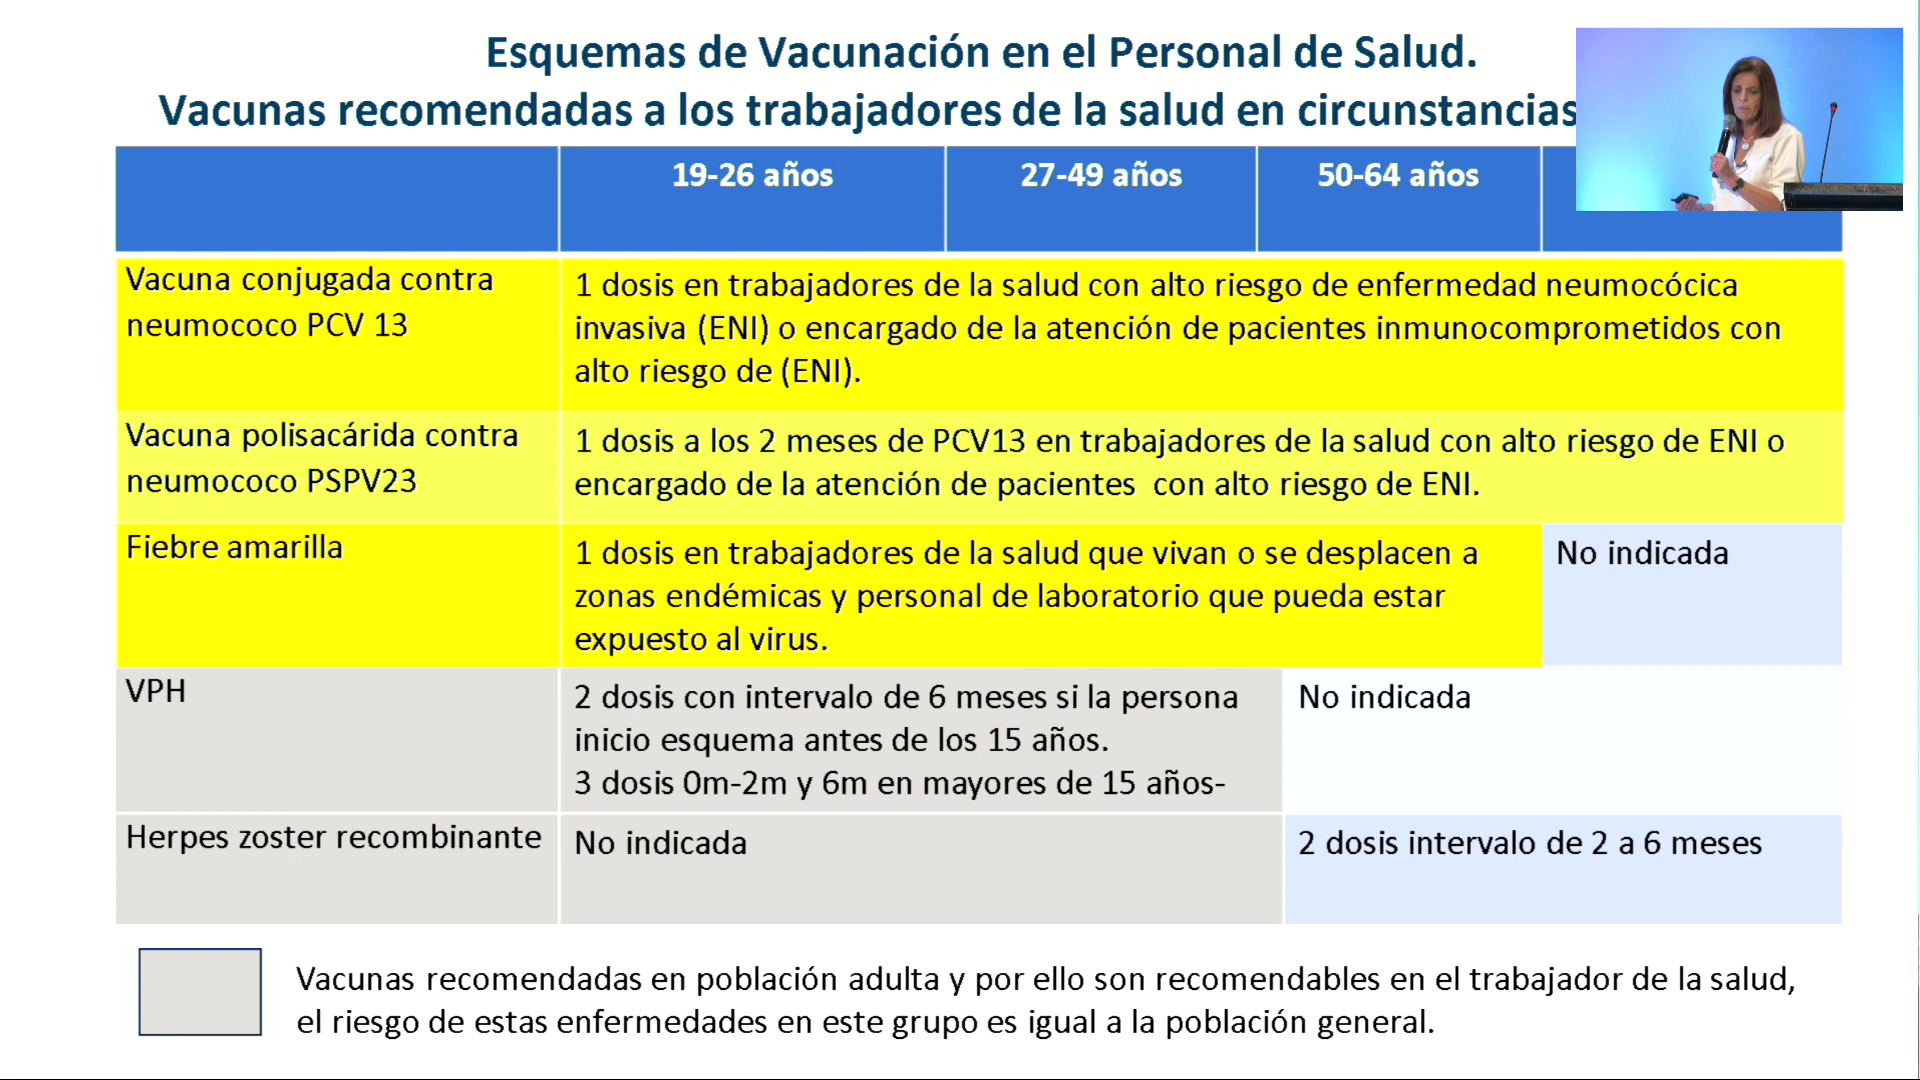 Esquemas de Vacunación en el Personal de Salud.
Vacunas recomendadas a los trabajadores de la salud en circunstancias
19-26 años
27-49 años
50-64 años
Vacuna conjugada contra
neumococo PCV 13
1 dosis en trabajadores de la salud con alto riesgo de enfermedad neumocócica
invasiva (ENI) o encargado de la atención de pacientes inmunocomprometidos con
alto riesgo de (ENI).
Vacuna polisacárida contra
neumococo PSPV23
1 dosis a los 2 meses de PCV13 en trabajadores de la salud con alto riesgo de ENI o
encargado de la atención de pacientes con alto riesgo de ENI.
Fiebre amarilla
1 dosis en trabajadores de la salud que vivan o se desplacen a
zonas endémicas y personal de laboratorio que pueda estar
expuesto al virus.
No indicada
VPH
2 dosis con intervalo de 6 meses si la persona
inicio esquema antes de los 15 años.
3 dosis 0m-2m y 6m en mayores de 15 años-
No indicada
Herpes zoster recombinante
No indicada
2 dosis intervalo de 2 a 6 meses
Vacunas recomendadas en población adulta y por ello son recomendables en el trabajador de la salud,
el riesgo de estas enfermedades en este grupo es igual a la población general.